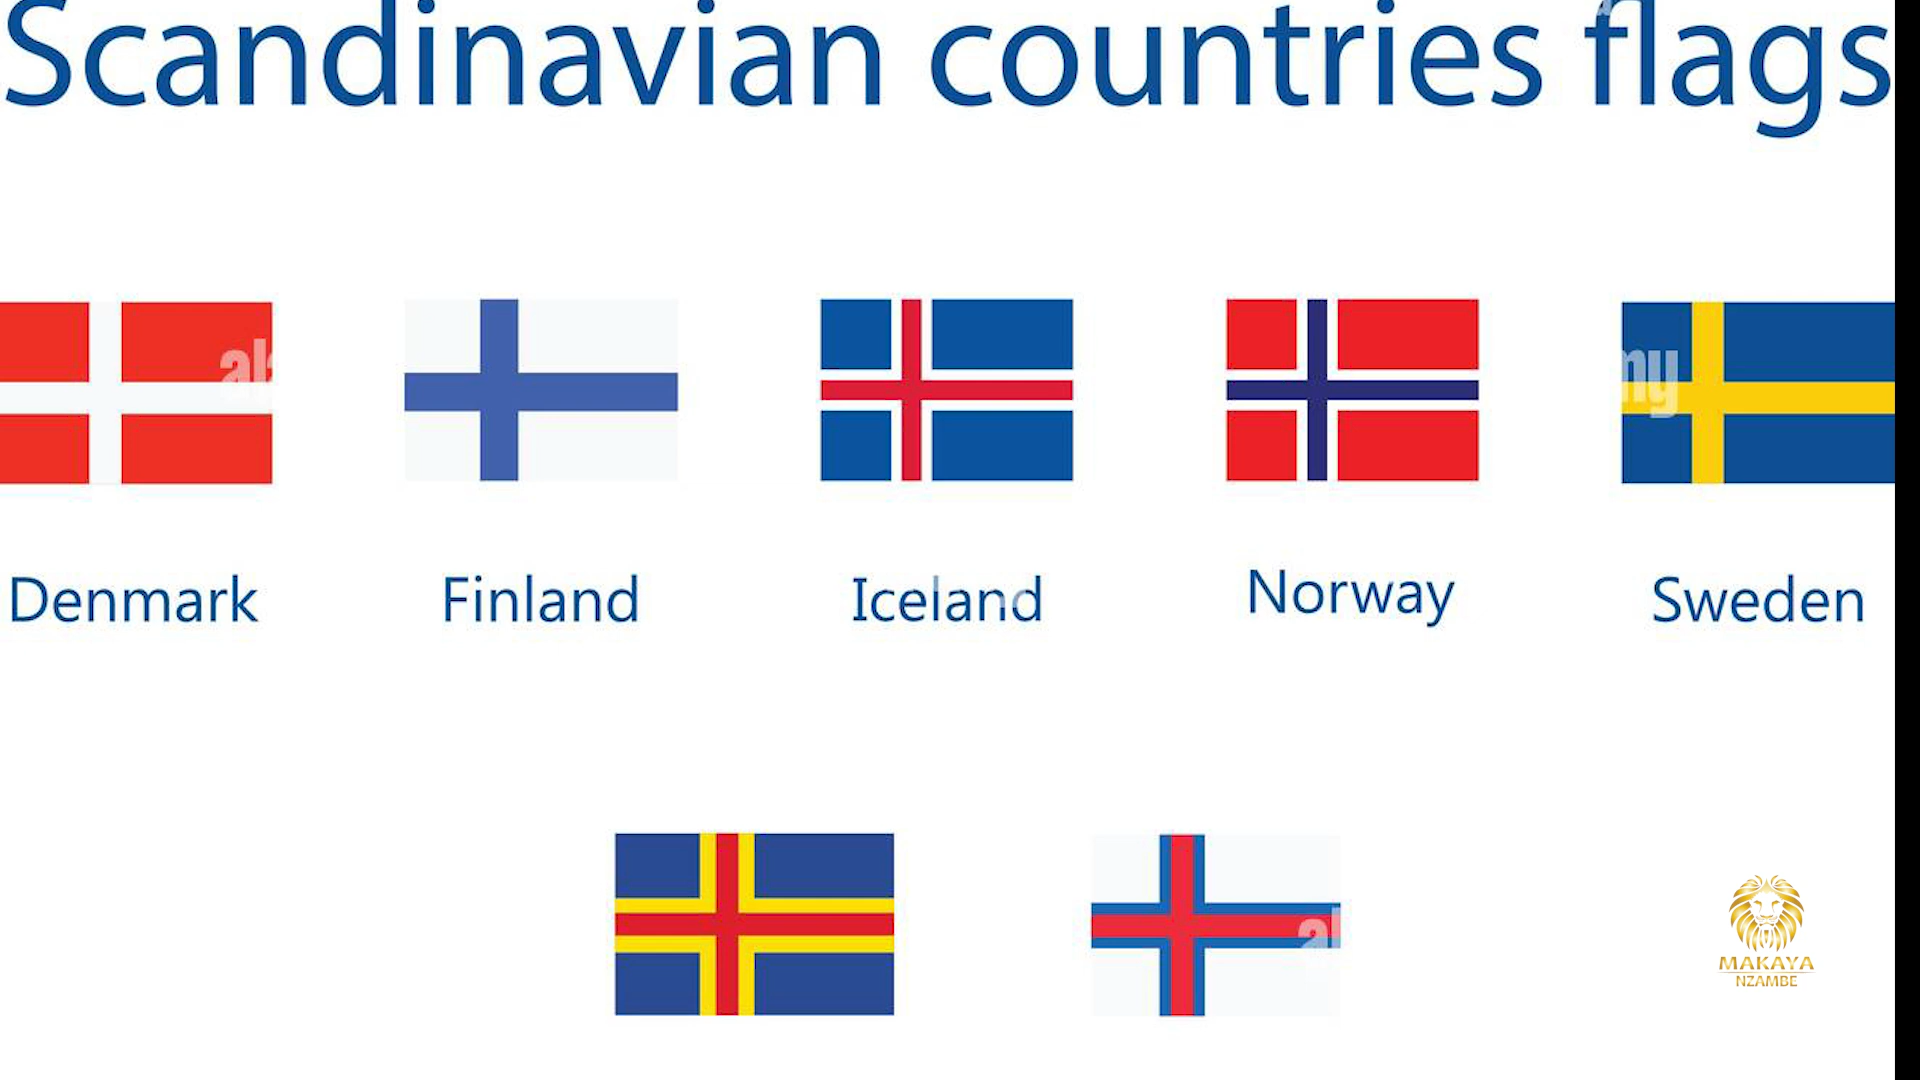 Scandinavian countries flags
Denmark
Finland
Iceland
Norway
Sweden
MAKAYA
NZAMBE